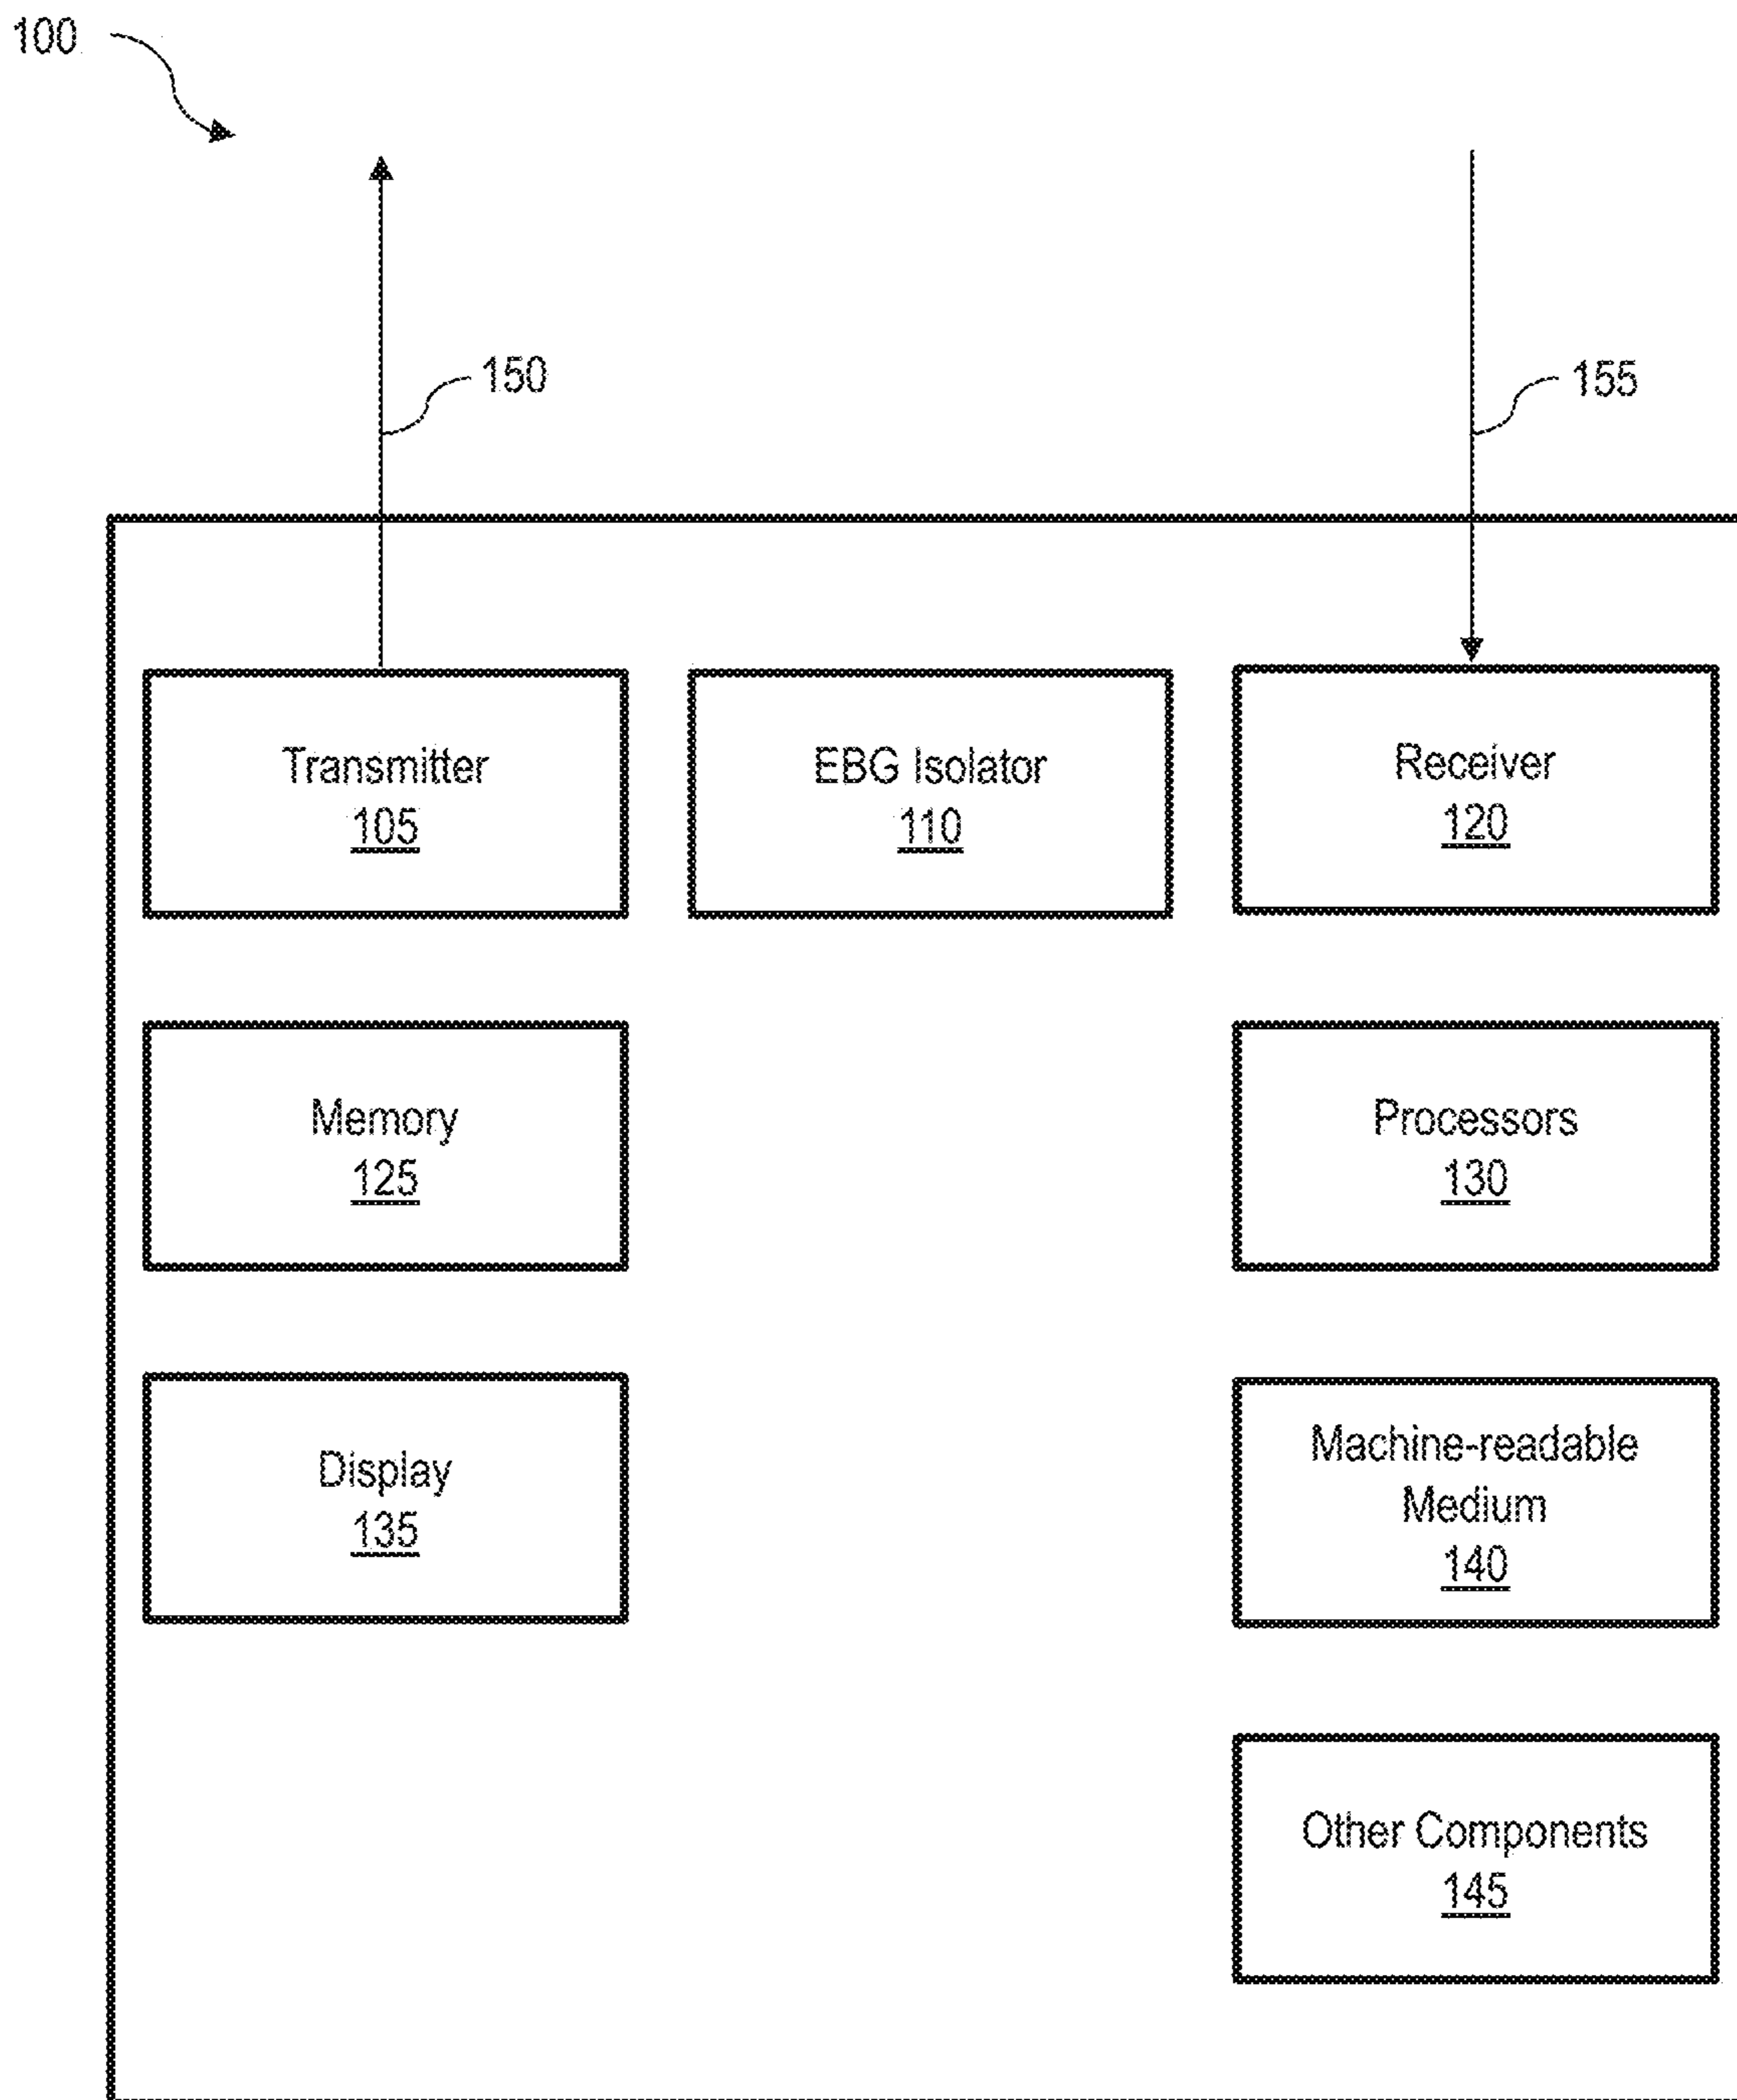 100
150
155
Transmitter
105
EBG Isolator
110
Receiver
120
Memory
125
Processors
130
Display
135
Machine-readable
Medium
140
Other Components
145